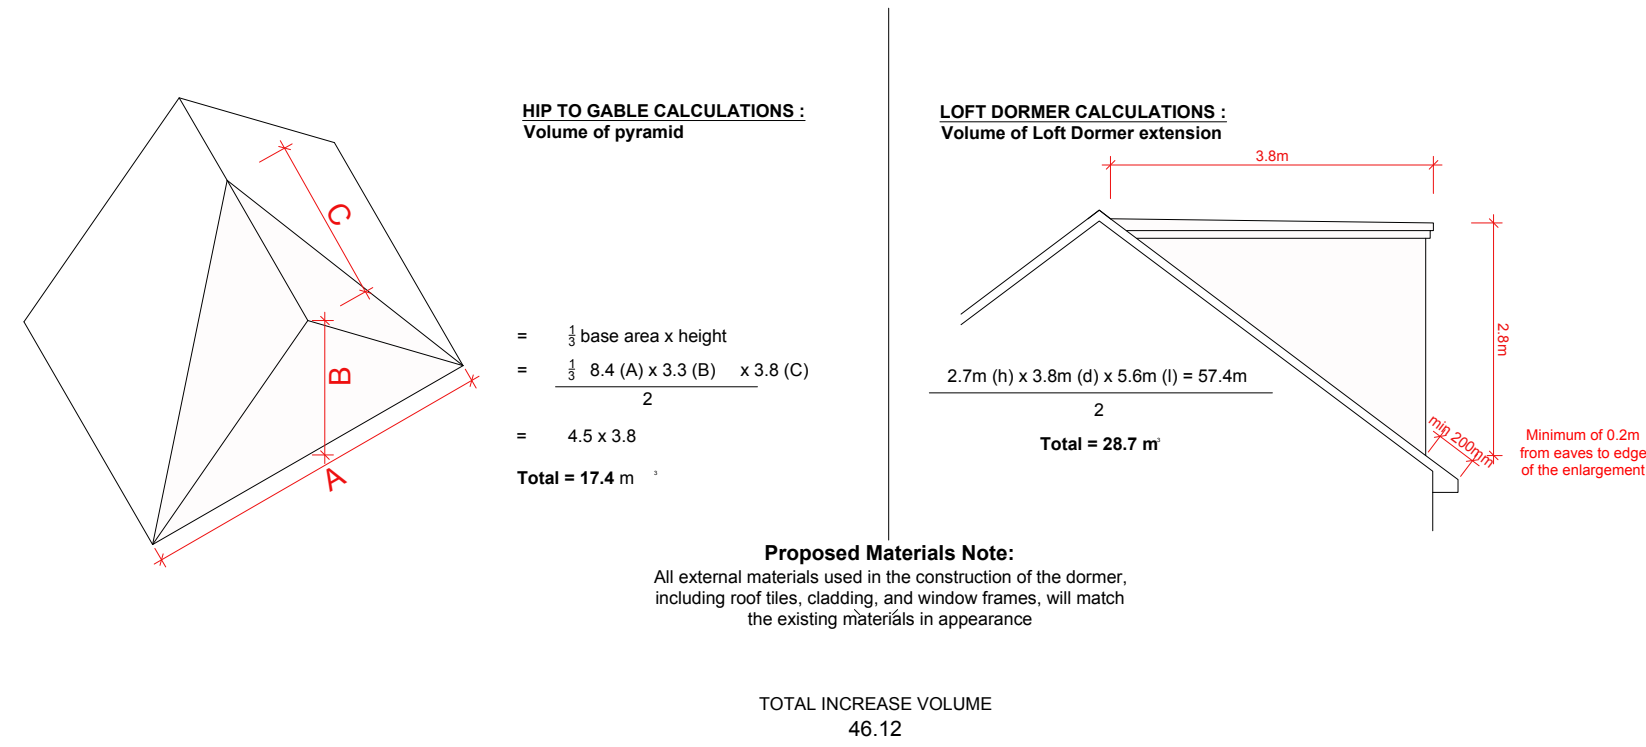 HIP TO GABLE CALCULATIONS :
Volume of pyramid
C
B
A
= 1/3 base area x height
= 1/3 8.4 (A) x 3.3 (B) x 3.8 (C)
2
= 4.5 x 3.8
Total = 17.4 m ³
LOFT DORMER CALCULATIONS :
Volume of Loft Dormer extension
3.8m
2.8m
2.7m (h) x 3.8m (d) x 5.6m (l) = 57.4m
2
Total = 28.7 m³
min 200mm
Minimum of 0.2m
from eaves to edge
of the enlargement
Proposed Materials Note:
All external materials used in the construction of the dormer,
including roof tiles, cladding, and window frames, will match
the existing materials in appearance
TOTAL INCREASE VOLUME
46.12